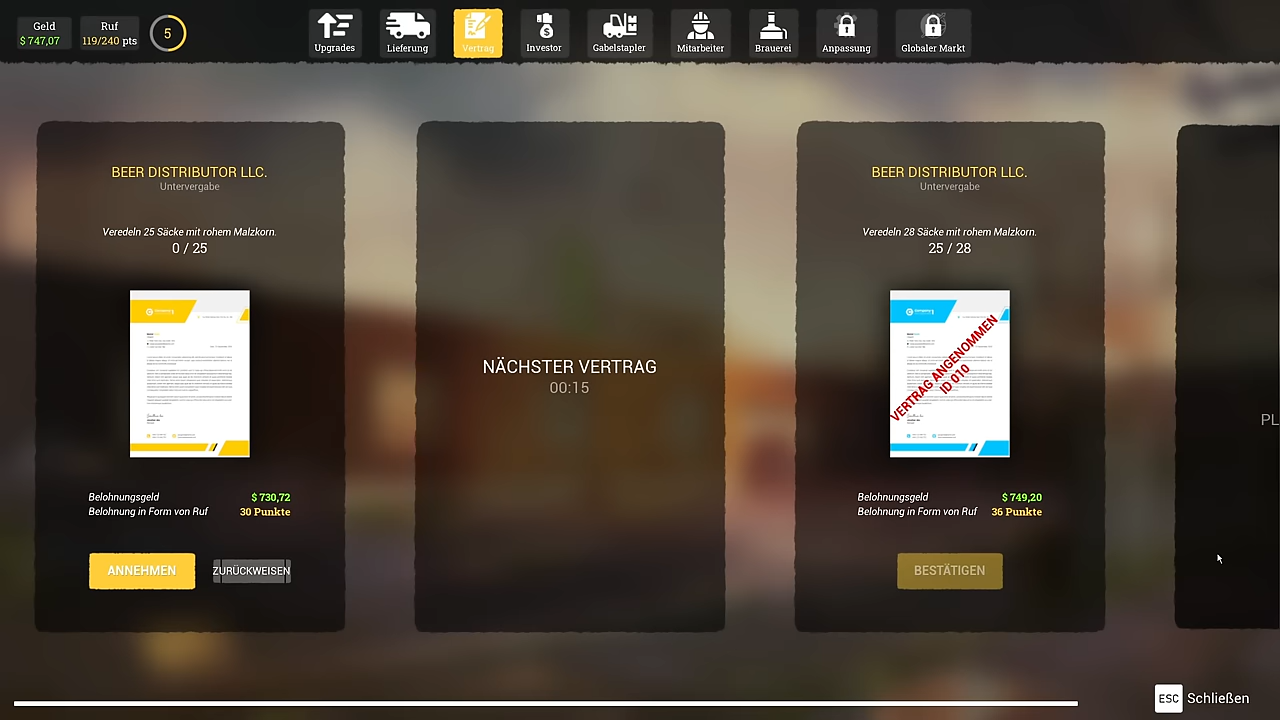 Geld
$ 747,07
Ruf
119/240 pts
5
Upgrades
Lieferung
Vertrag
Investor
Gabelstapler
Mitarbeiter
Brauerei
Anpassung
Globaler Markt
BEER DISTRIBUTOR LLC.
Untervergabe
Veredeln 25 Säcke mit rohem Malzkorn.
0 / 25
Belohnungsgeld
$ 730,72
Belohnung in Form von Ruf
30 Punkte
ANNEHMEN
ZURÜCKWEISEN
NÄCHSTER VERTRAG
00:15
BEER DISTRIBUTOR LLC.
Untervergabe
Veredeln 28 Säcke mit rohem Malzkorn.
25 / 28
VERTRAG ANGENOMMEN
ID 010
Belohnungsgeld
$ 749,20
Belohnung in Form von Ruf
36 Punkte
BESTÄTIGEN
PL
ESC Schließen